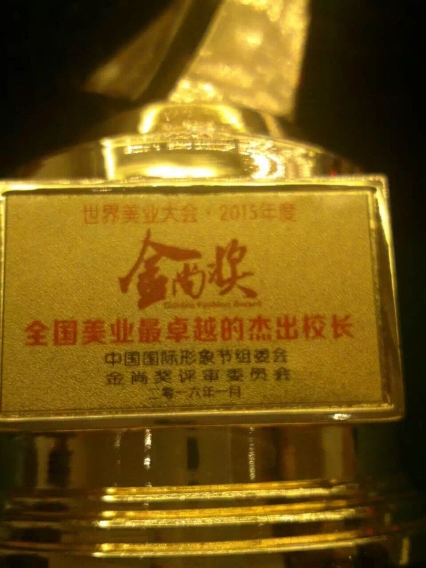 世界美业大会·2015年度
金尚奖
Golden Fashion Award
全国美业最卓越的杰出校长
中国国际形象节组委会
金尚奖评审委员会
二零一六年一月